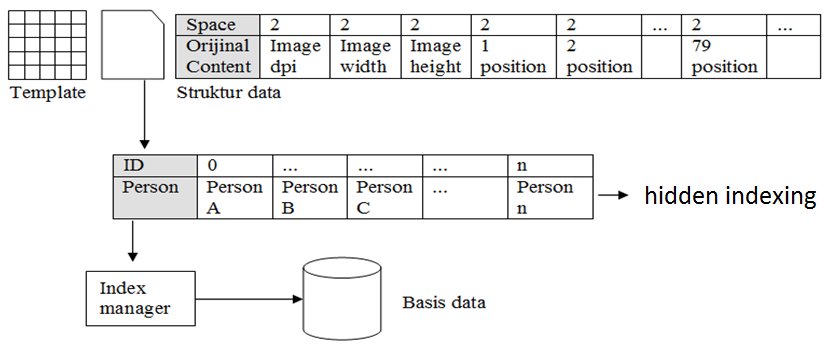 Space 2 2 2 2 2 ... 2 ...
Orijinal Content Image dpi Image width Image height 1 position 2 position ... 79 position
Template
Struktur data
ID 0 ... ... ... n
Person Person A Person B Person C ... Person n
hidden indexing
Index
manager
Basis data